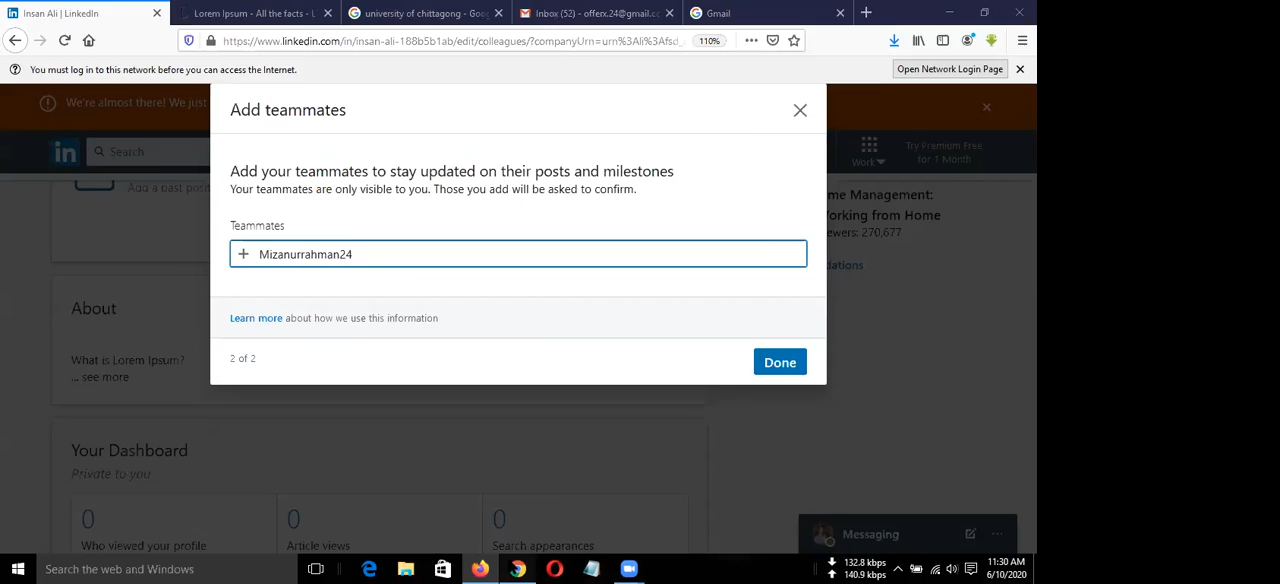 Insan Ali | LinkedIn
Lorem Ipsum - All the facts - L
university of chittagong - Goo
Inbox (52) - offerx.24@gmail.co
Gmail
https://www.linkedin.com/in/insan-ali-188b5b1ab/edit/colleagues/?companyUrn=urn%3Ali%3Afsd_
110%
You must log in to this network before you can access the Internet.
Open Network Login Page
We're almost there! We just
Add teammates
Search
Work
Try Premium Free
for 1 Month
Add a past posit
Add your teammates to stay updated on their posts and milestones
Your teammates are only visible to you. Those you add will be asked to confirm.
me Management:
orking from Home
ewers: 270,677
dations
Teammates
Mizanurrahman24
Learn more about how we use this information
2 of 2
Done
About
What is Lorem Ipsum?
... see more
Your Dashboard
Private to you
0
Who viewed your profile
0
Article views
0
Search appearances
Messaging
Search the web and Windows
132.8 kbps
140.9 kbps
11:30 AM
6/10/2020